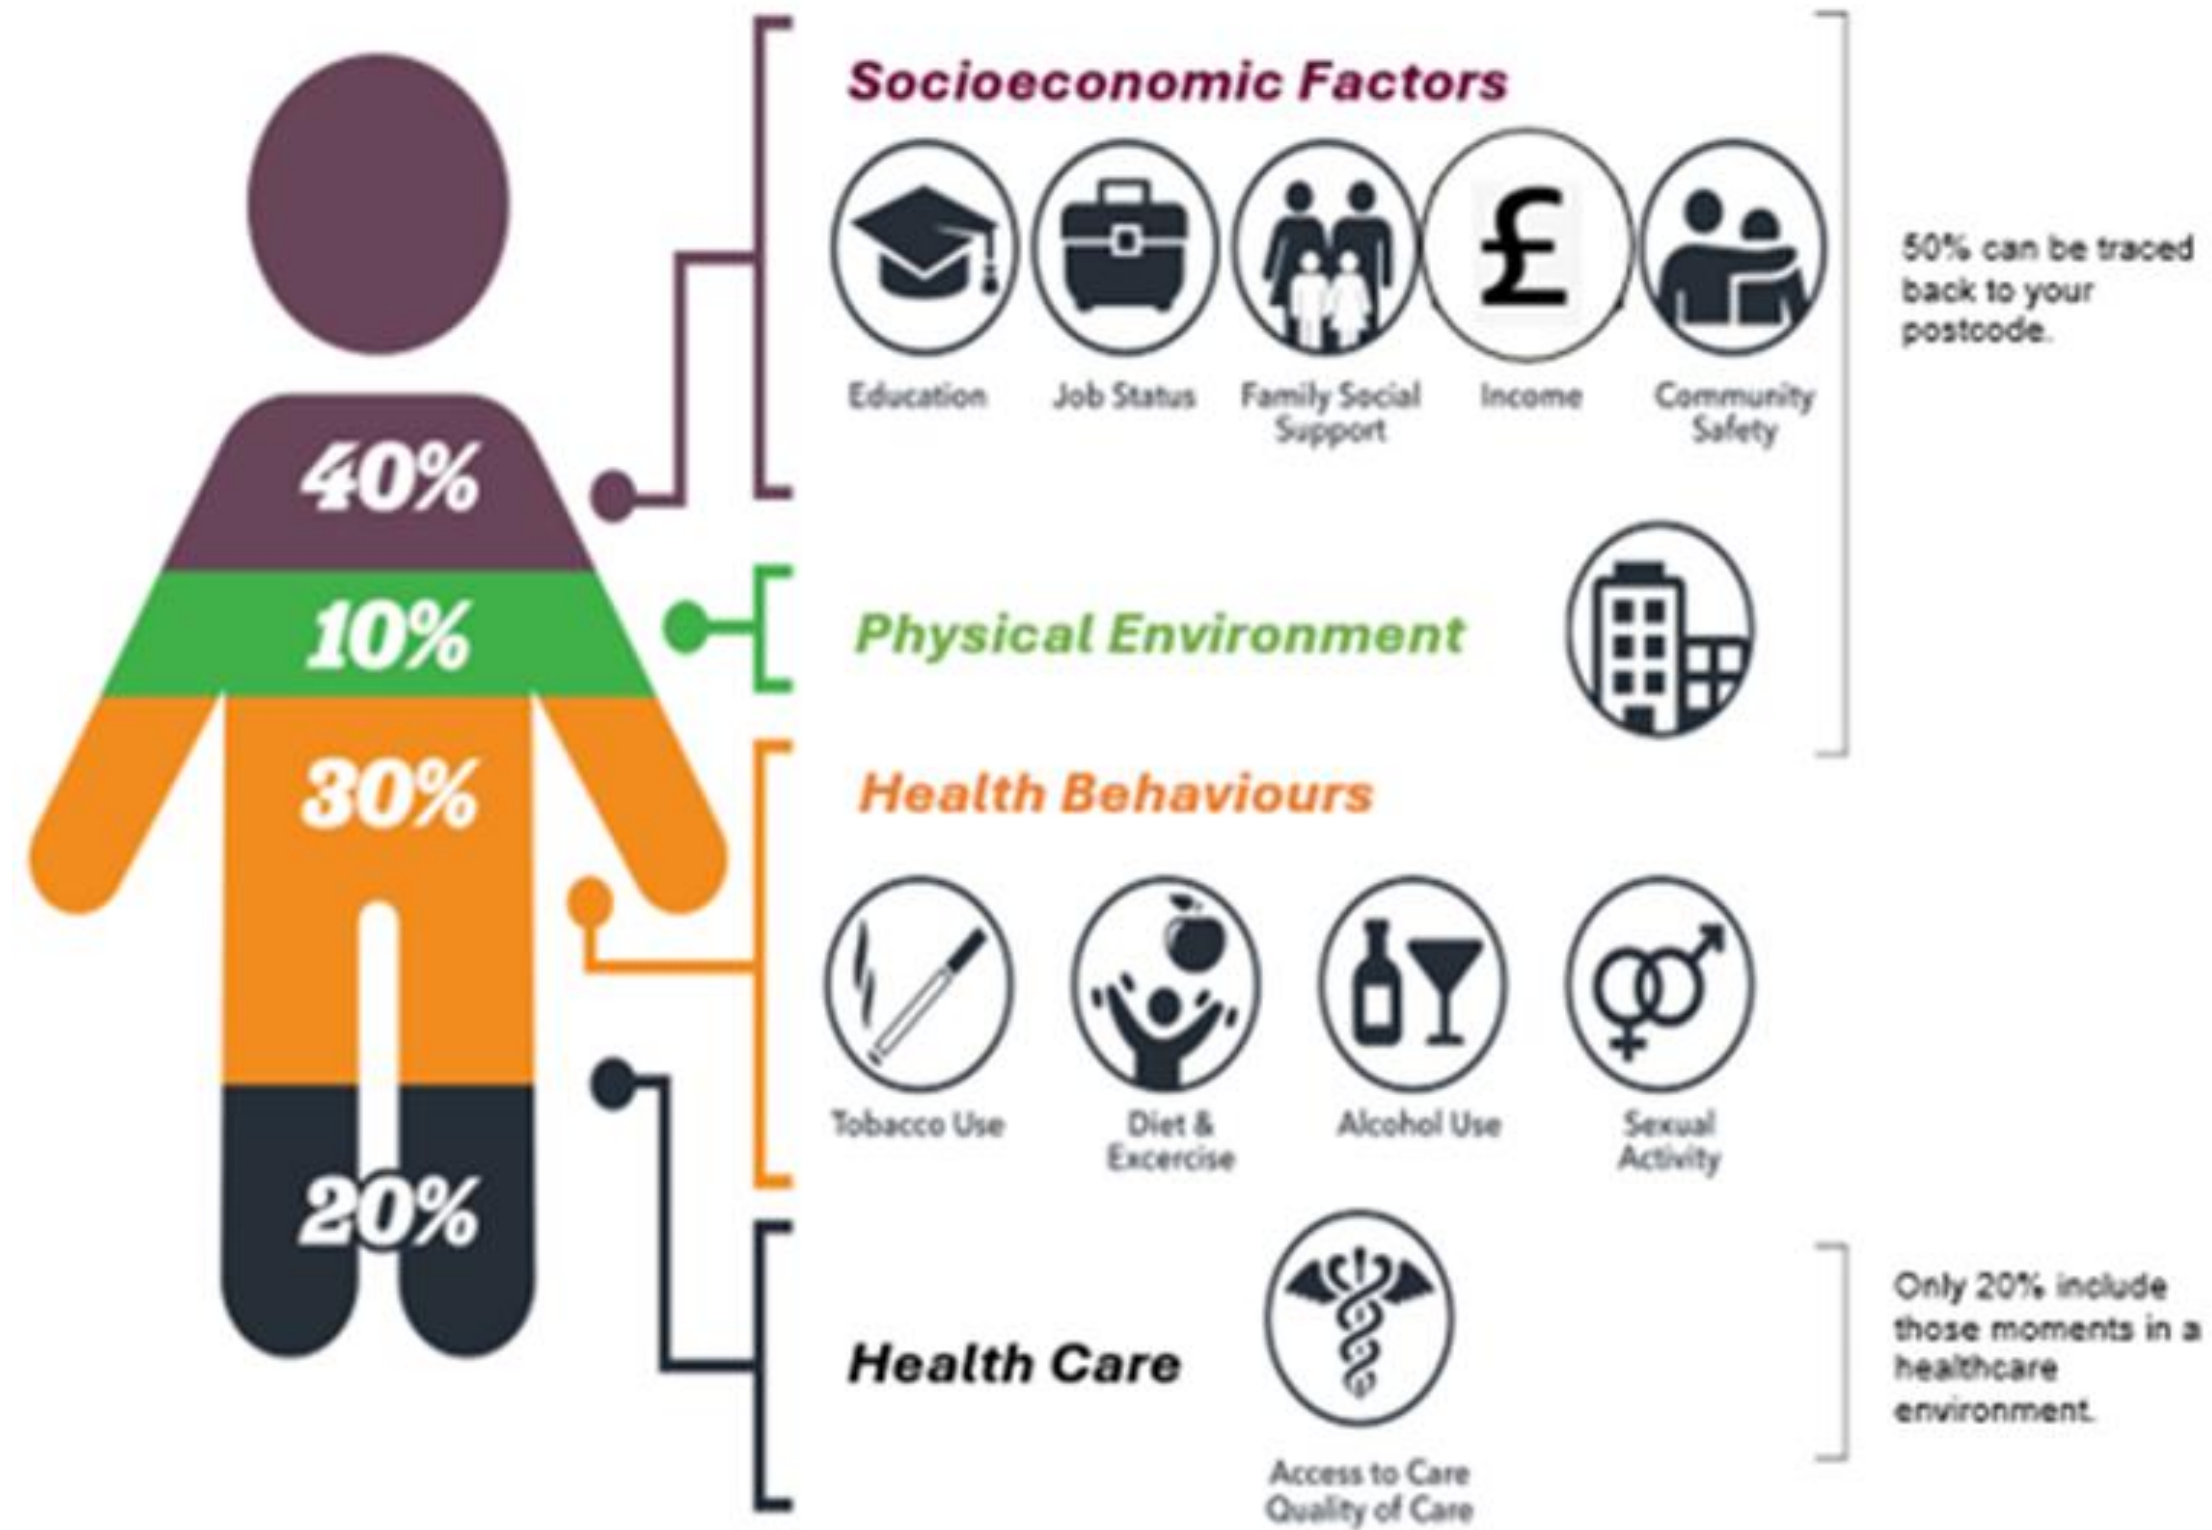 Socioeconomic Factors
Education
Job Status
Family Social
Support
Income
Community
Safety
50% can be traced
back to your
postcode.
40%
10%
Physical Environment
30%
Health Behaviours
Tobacco Use
Diet &
Excercise
Alcohol Use
Sexual
Activity
20%
Health Care
Access to Care
Quality of Care
Only 20% include
those moments in a
healthcare
environment.